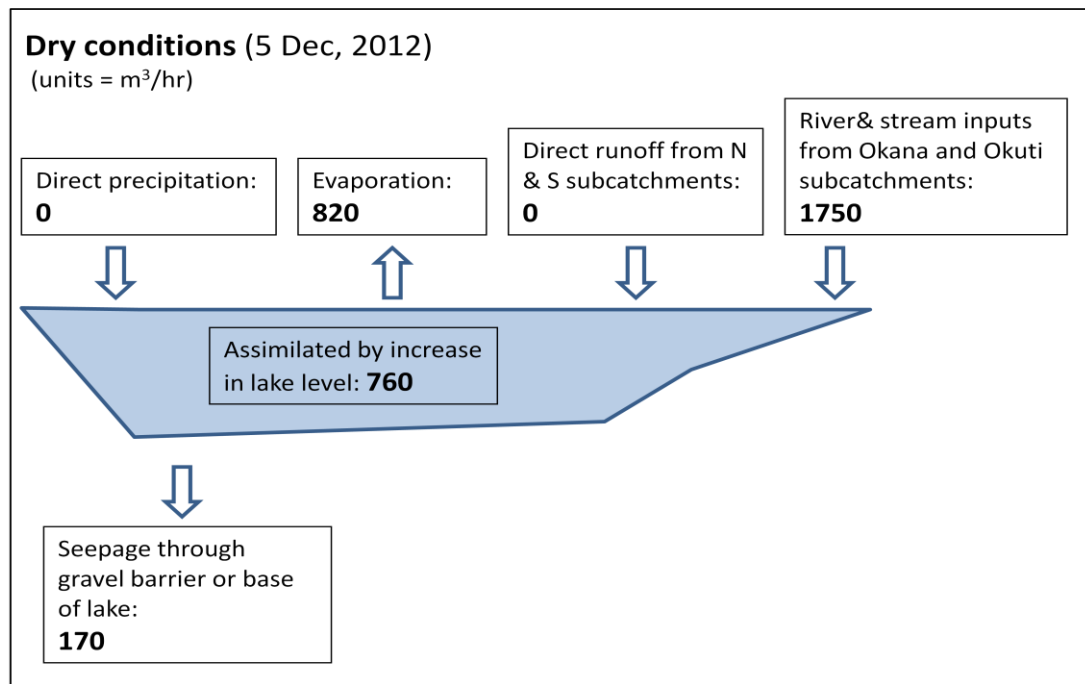 Dry conditions (5 Dec, 2012)
(units = m³/hr)
Direct precipitation:
0
Evaporation:
820
Direct runoff from N
& S subcatchments:
0
River& stream inputs
from Okana and Okuti
subcatchments:
1750
Assimilated by increase
in lake level: 760
Seepage through
gravel barrier or base
of lake:
170